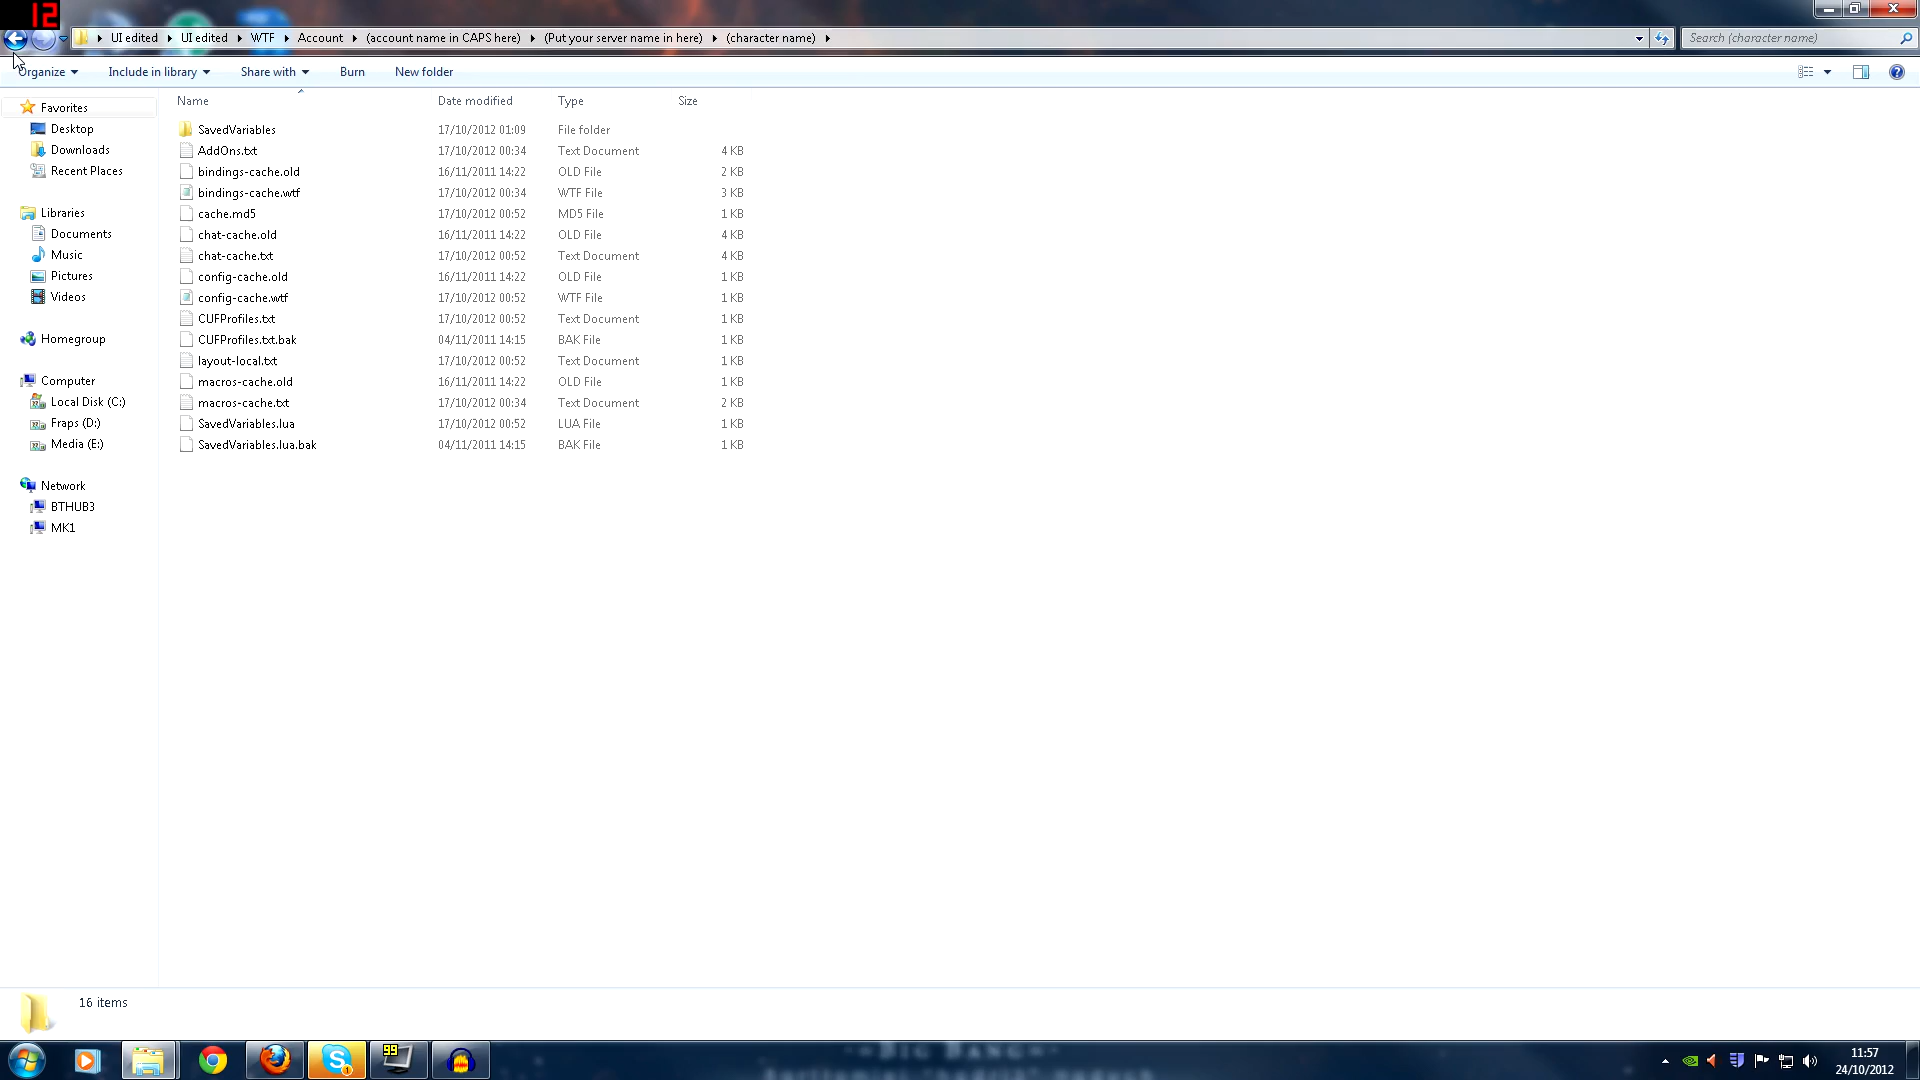 12
UI edited UI edited WTF Account (account name in CAPS here) (Put your server name in here) (character name) Search (character name)
Organize Include in library Share with Burn New folder
Name Date modified Type Size
Favorites
Desktop
Downloads
Recent Places
Libraries
Documents
Music
Pictures
Videos
Homegroup
Computer
Local Disk (C:)
Fraps (D:)
Media (E:)
Network
BTHUB3
MK1
SavedVariables 17/10/2012 01:09 File folder
AddOns.txt 17/10/2012 00:34 Text Document 4 KB
bindings-cache.old 16/11/2011 14:22 OLD File 2 KB
bindings-cache.wtf 17/10/2012 00:34 WTF File 3 KB
cache.md5 17/10/2012 00:52 MD5 File 1 KB
chat-cache.old 16/11/2011 14:22 OLD File 4 KB
chat-cache.txt 17/10/2012 00:52 Text Document 4 KB
config-cache.old 16/11/2011 14:22 OLD File 1 KB
config-cache.wtf 17/10/2012 00:52 WTF File 1 KB
CUFProfiles.txt 17/10/2012 00:52 Text Document 1 KB
CUFProfiles.txt.bak 04/11/2011 14:15 BAK File 1 KB
layout-local.txt 17/10/2012 00:52 Text Document 1 KB
macros-cache.old 16/11/2011 14:22 OLD File 1 KB
macros-cache.txt 17/10/2012 00:34 Text Document 2 KB
SavedVariables.lua 17/10/2012 00:52 LUA File 1 KB
SavedVariables.lua.bak 04/11/2011 14:15 BAK File 1 KB
16 items
99
-=BIG BANG=-
11:57
24/10/2012